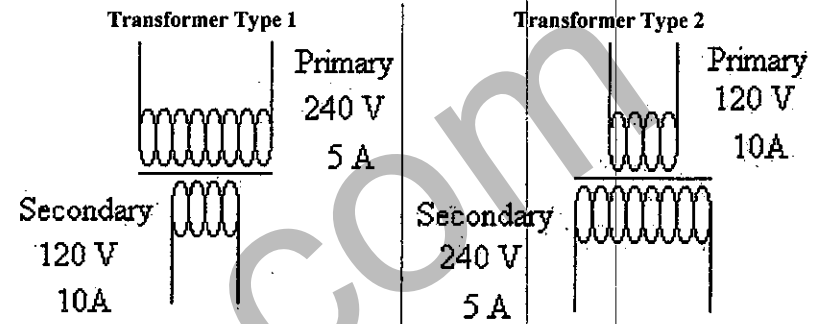 Transformer Type 1
Primary
240 V
5 A
Secondary
120 V
10A
Transformer Type 2
Primary
120 V
10A
Secondary
240 V
5 A
com